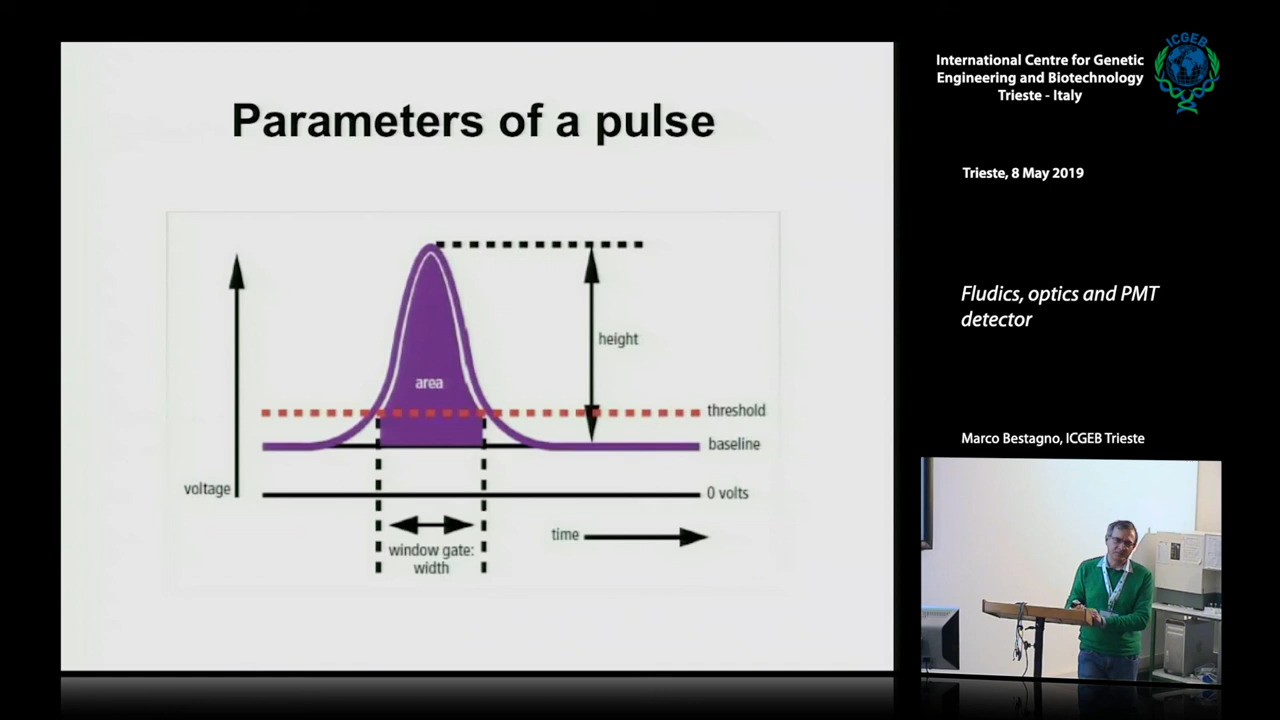 Parameters of a pulse
height
area
threshold
baseline
voltage
0 volts
time
window gate:
width
ICGEB
International Centre for Genetic
Engineering and Biotechnology
Trieste - Italy
Trieste, 8 May 2019
Fludics, optics and PMT
detector
Marco Bestagno, ICGEB Trieste